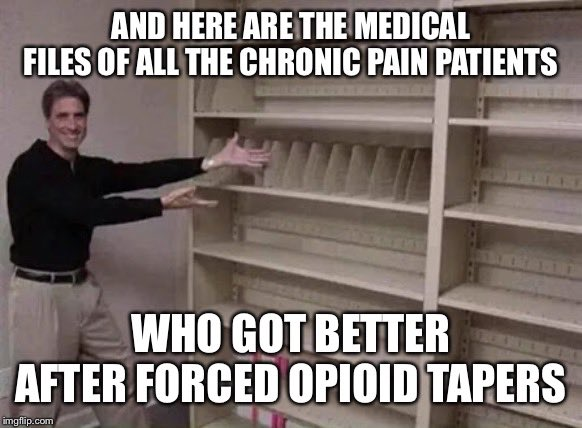 AND HERE ARE THE MEDICAL
FILES OF ALL THE CHRONIC PAIN PATIENTS
WHO GOT BETTER
AFTER FORCED OPIOID TAPERS
imgflip.com